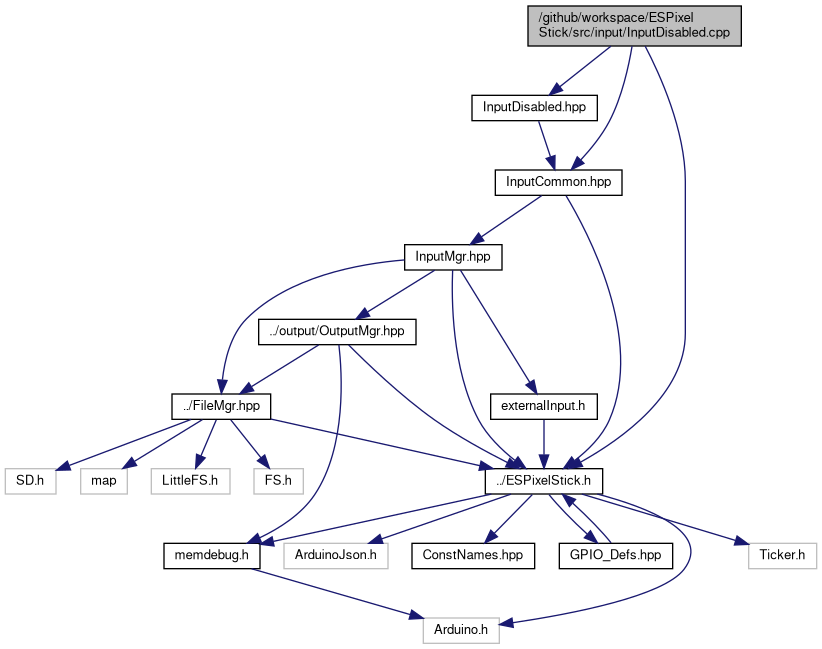 /github/workspace/ESPixel
Stick/src/input/InputDisabled.cpp
InputDisabled.hpp
InputCommon.hpp
InputMgr.hpp
../output/OutputMgr.hpp
../FileMgr.hpp
externalInput.h
SD.h
map
LittleFS.h
FS.h
../ESPixelStick.h
memdebug.h
ArduinoJson.h
ConstNames.hpp
GPIO_Defs.hpp
Ticker.h
Arduino.h